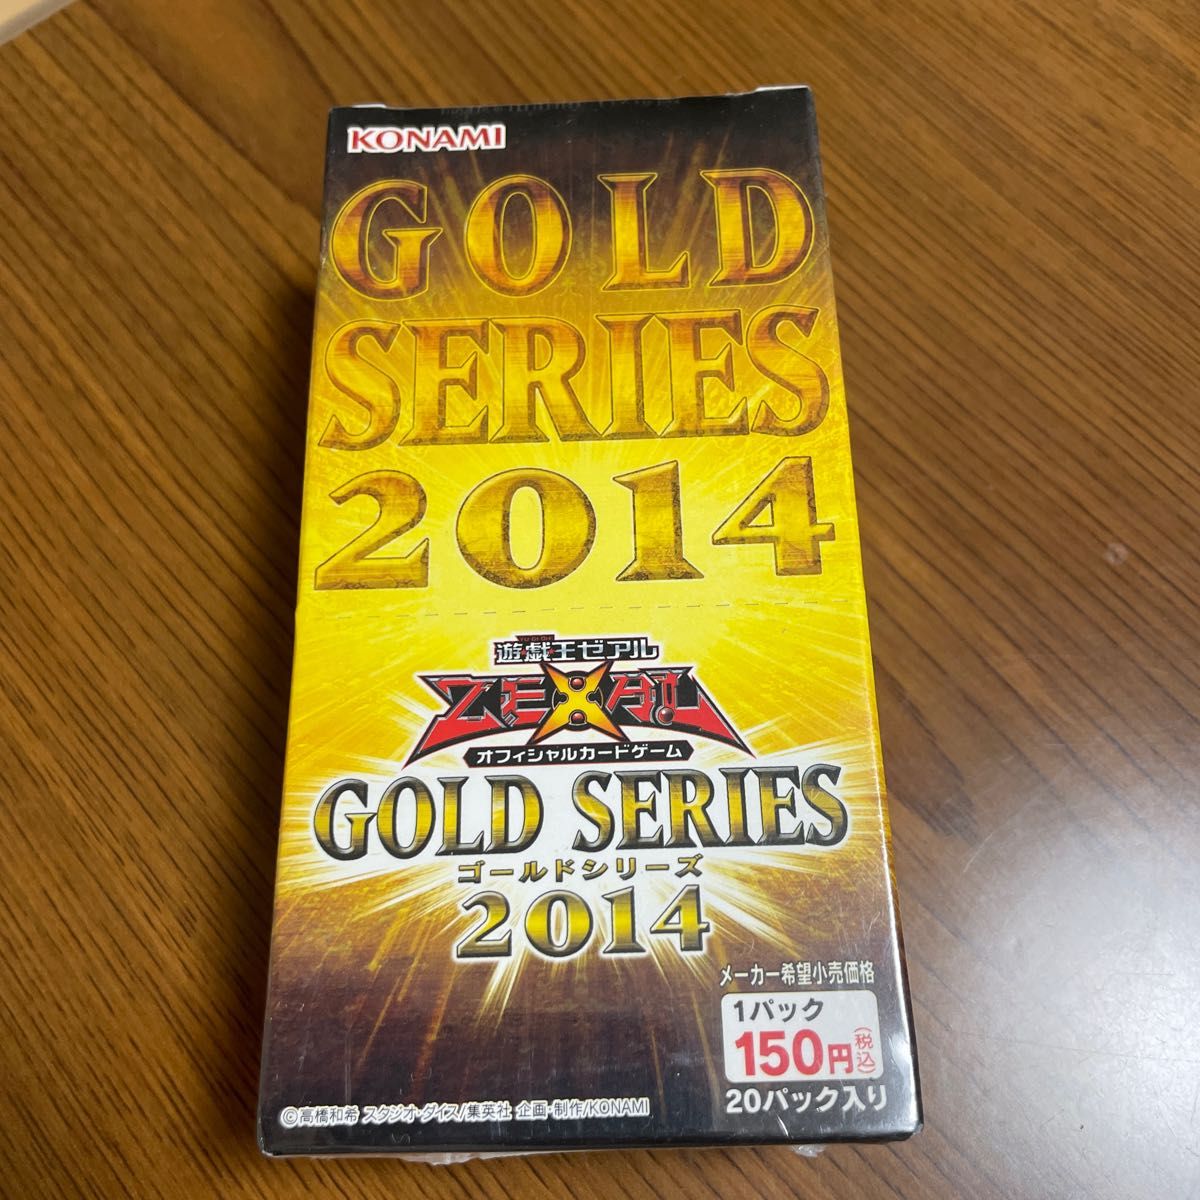 KONAMI
GOLD
SERIES
2014
YU-GI-OH!
遊☆戯☆王ゼアル
ZEXAL
オフィシャルカードゲーム
GOLD SERIES
ゴールドシリーズ
2014
メーカー希望小売価格
1パック
150円(税込)
20パック入り
©高橋和希 スタジオ・ダイス/集英社 企画・制作/KONAMI